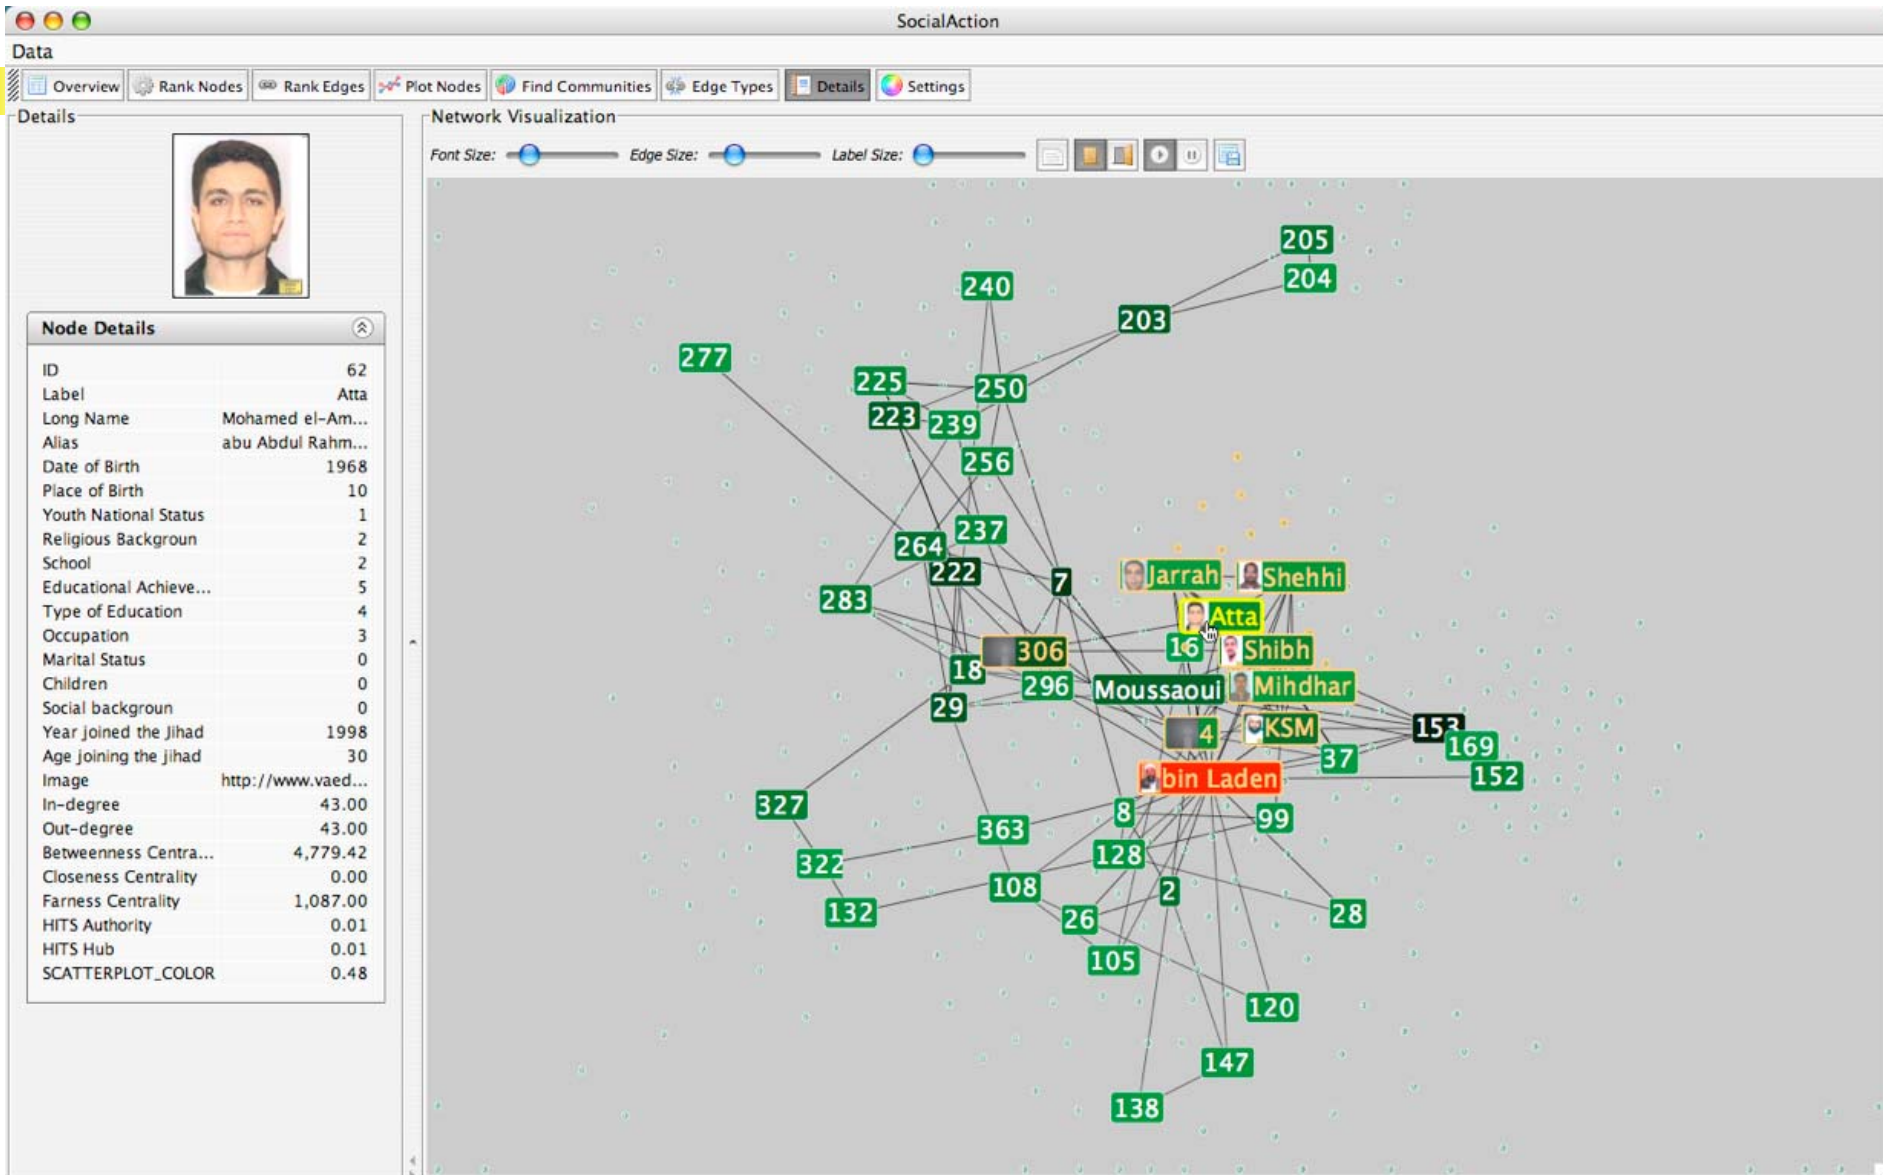 SocialAction
Data
Overview Rank Nodes Rank Edges Plot Nodes Find Communities Edge Types Details Settings
Details
Network Visualization
Font Size: Edge Size: Label Size:
Node Details
ID 62
Label Atta
Long Name Mohamed el-Am...
Alias abu Abdul Rahm...
Date of Birth 1968
Place of Birth 10
Youth National Status 1
Religious Backgroun 2
School 2
Educational Achieve... 5
Type of Education 4
Occupation 3
Marital Status 0
Children 0
Social backgroun 0
Year joined the Jihad 1998
Age joining the jihad 30
Image http://www.vaed...
In-degree 43.00
Out-degree 43.00
Betweenness Centra... 4,779.42
Closeness Centrality 0.00
Farness Centrality 1,087.00
HITS Authority 0.01
HITS Hub 0.01
SCATTERPLOT_COLOR 0.48
205
204
240
203
277
225
250
223
239
256
237
264
222
7
Jarrah
Shehhi
283
Atta
16
Shibh
306
18
296
Moussaoui
Mihdhar
29
4
KSM
153
169
37
152
bin Laden
327
8
99
363
128
322
108
2
132
26
28
105
120
147
138